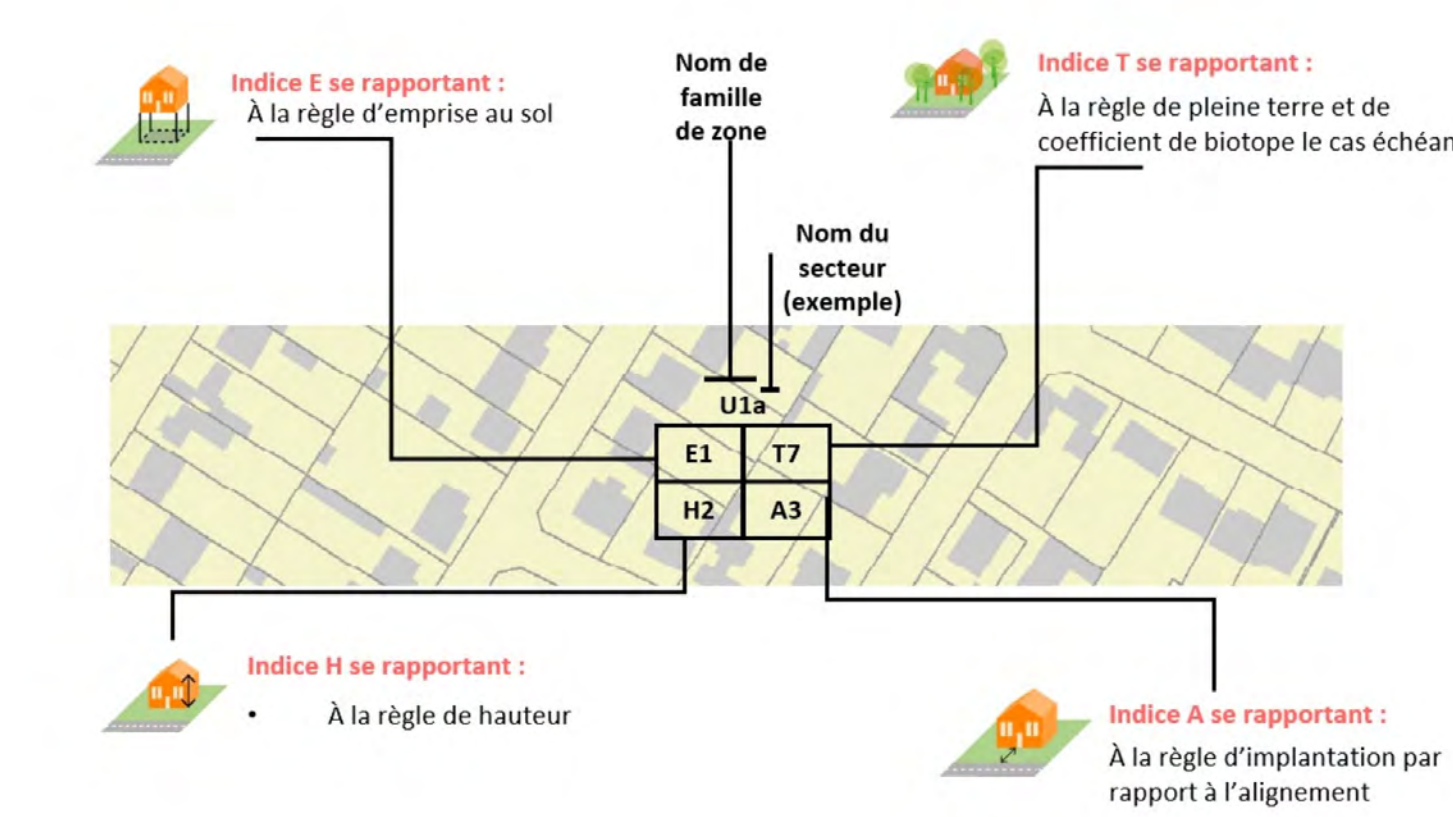 Indice E se rapportant :
À la règle d’emprise au sol
Nom de
famille
de zone
Indice T se rapportant :
À la règle de pleine terre et de
coefficient de biotope le cas échéan
Nom du
secteur
(exemple)
U1a
E1 T7
H2 A3
Indice H se rapportant :
• À la règle de hauteur
Indice A se rapportant :
À la règle d’implantation par
rapport à l’alignement